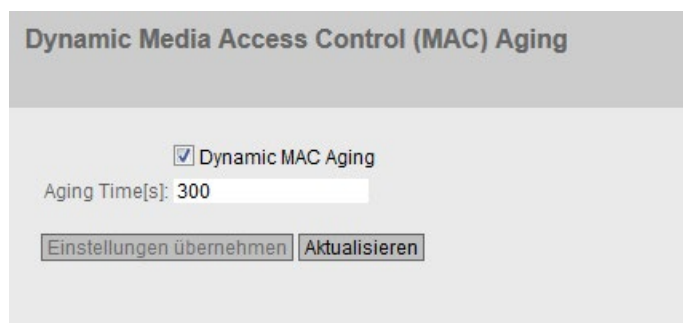 Dynamic Media Access Control (MAC) Aging
Dynamic MAC Aging
Aging Time[s]: 300
Einstellungen übernehmen Aktualisieren